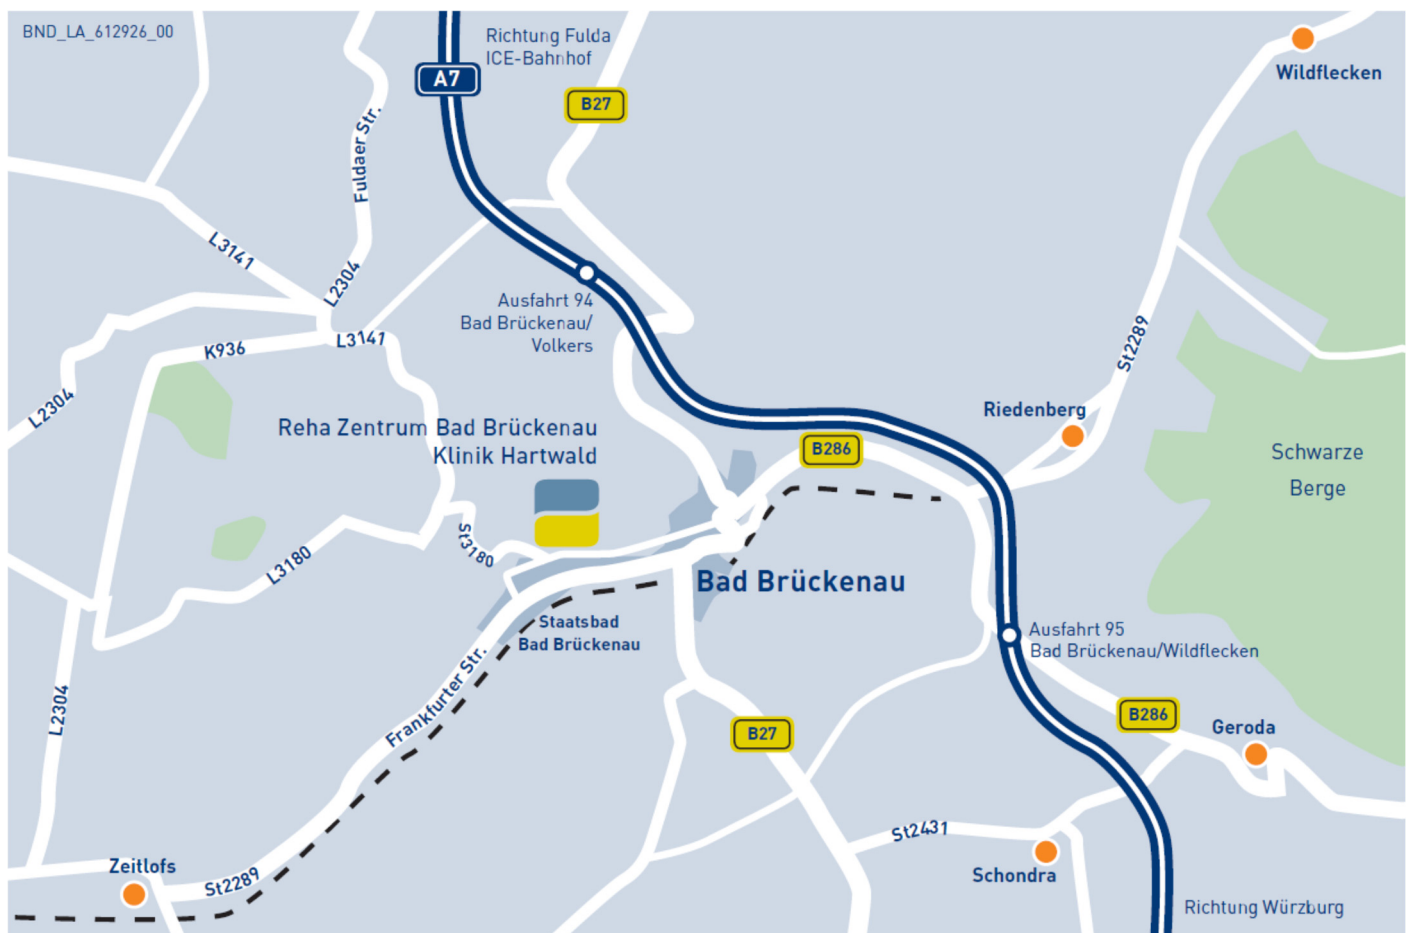 BND_LA_612926_00
Richtung Fulda
ICE-Bahnhof
A7
B27
Wildflecken
Fuldaer Str.
L3141
L2304
Ausfahrt 94
Bad Brückenau/
Volkers
K936
L3141
St2289
L2304
Riedenberg
Reha Zentrum Bad Brückenau
Klinik Hartwald
B286
Schwarze
Berge
St3180
L3180
Bad Brückenau
Staatsbad
Bad Brückenau
Ausfahrt 95
Bad Brückenau/Wildflecken
Frankfurter Str.
L2304
B27
B286
Geroda
St2431
Zeitlofs
St2289
Schondra
Richtung Würzburg